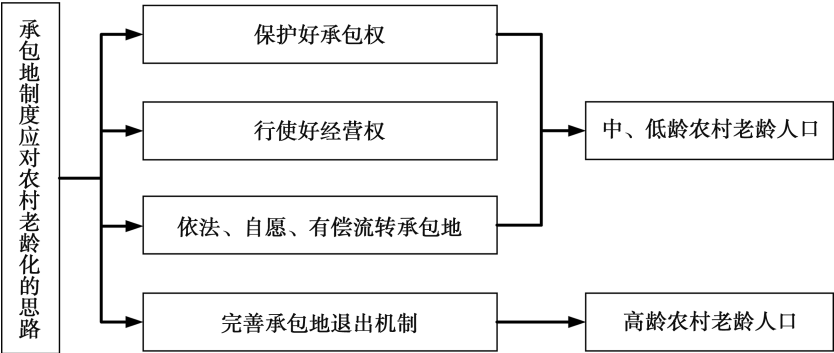 承包地制度应对农村老龄化的思路
保护好承包权
行使好经营权
依法、自愿、有偿流转承包地
完善承包地退出机制
中、低龄农村老龄人口
高龄农村老龄人口